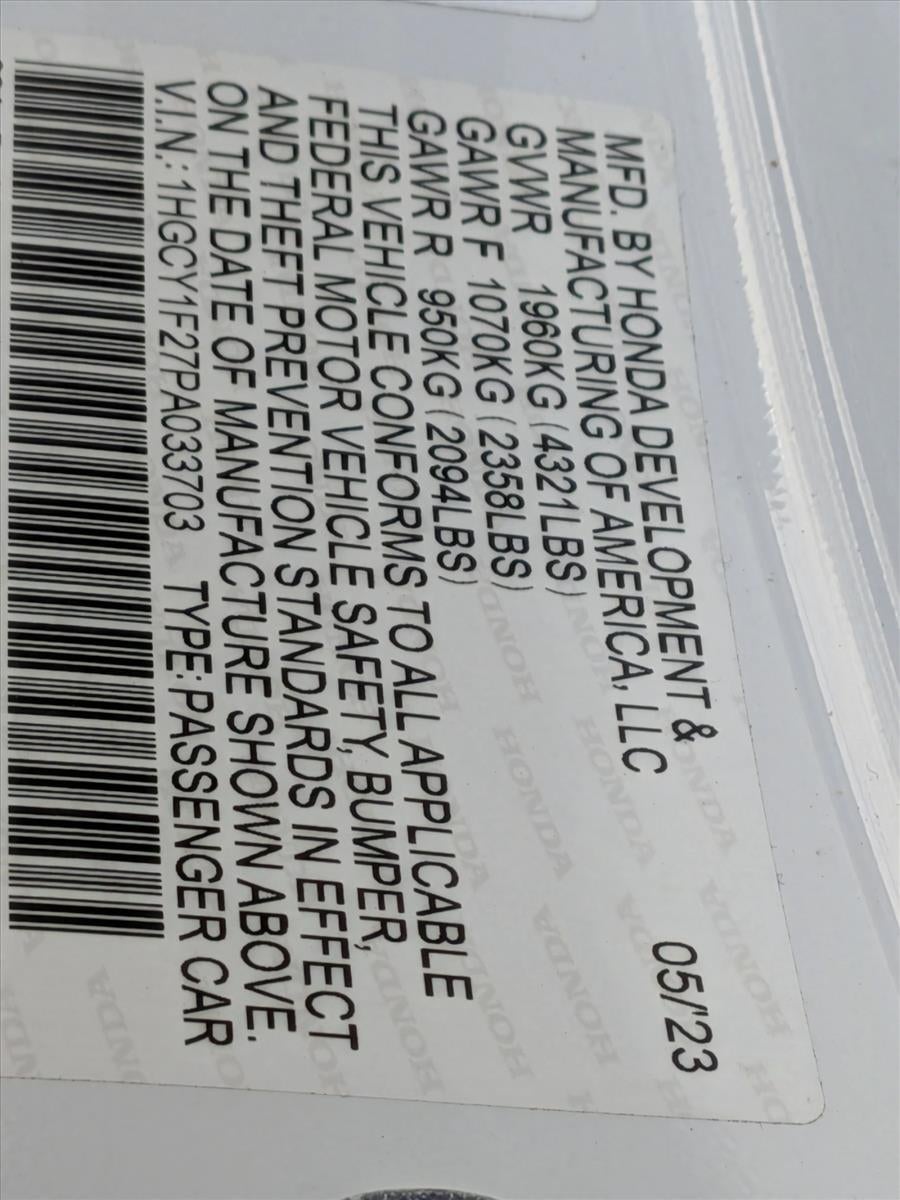 MFD. BY HONDA DEVELOPMENT &
MANUFACTURING OF AMERICA, LLC 05/'23
GVWR 1960KG (4321LBS)
GAWR F 1070KG (2358LBS)
GAWR R 950KG (2094LBS)
THIS VEHICLE CONFORMS TO ALL APPLICABLE
FEDERAL MOTOR VEHICLE SAFETY, BUMPER,
AND THEFT PREVENTION STANDARDS IN EFFECT
ON THE DATE OF MANUFACTURE SHOWN ABOVE.
V.I.N.: 1HGCY1F27PA033703 TYPE: PASSENGER CAR